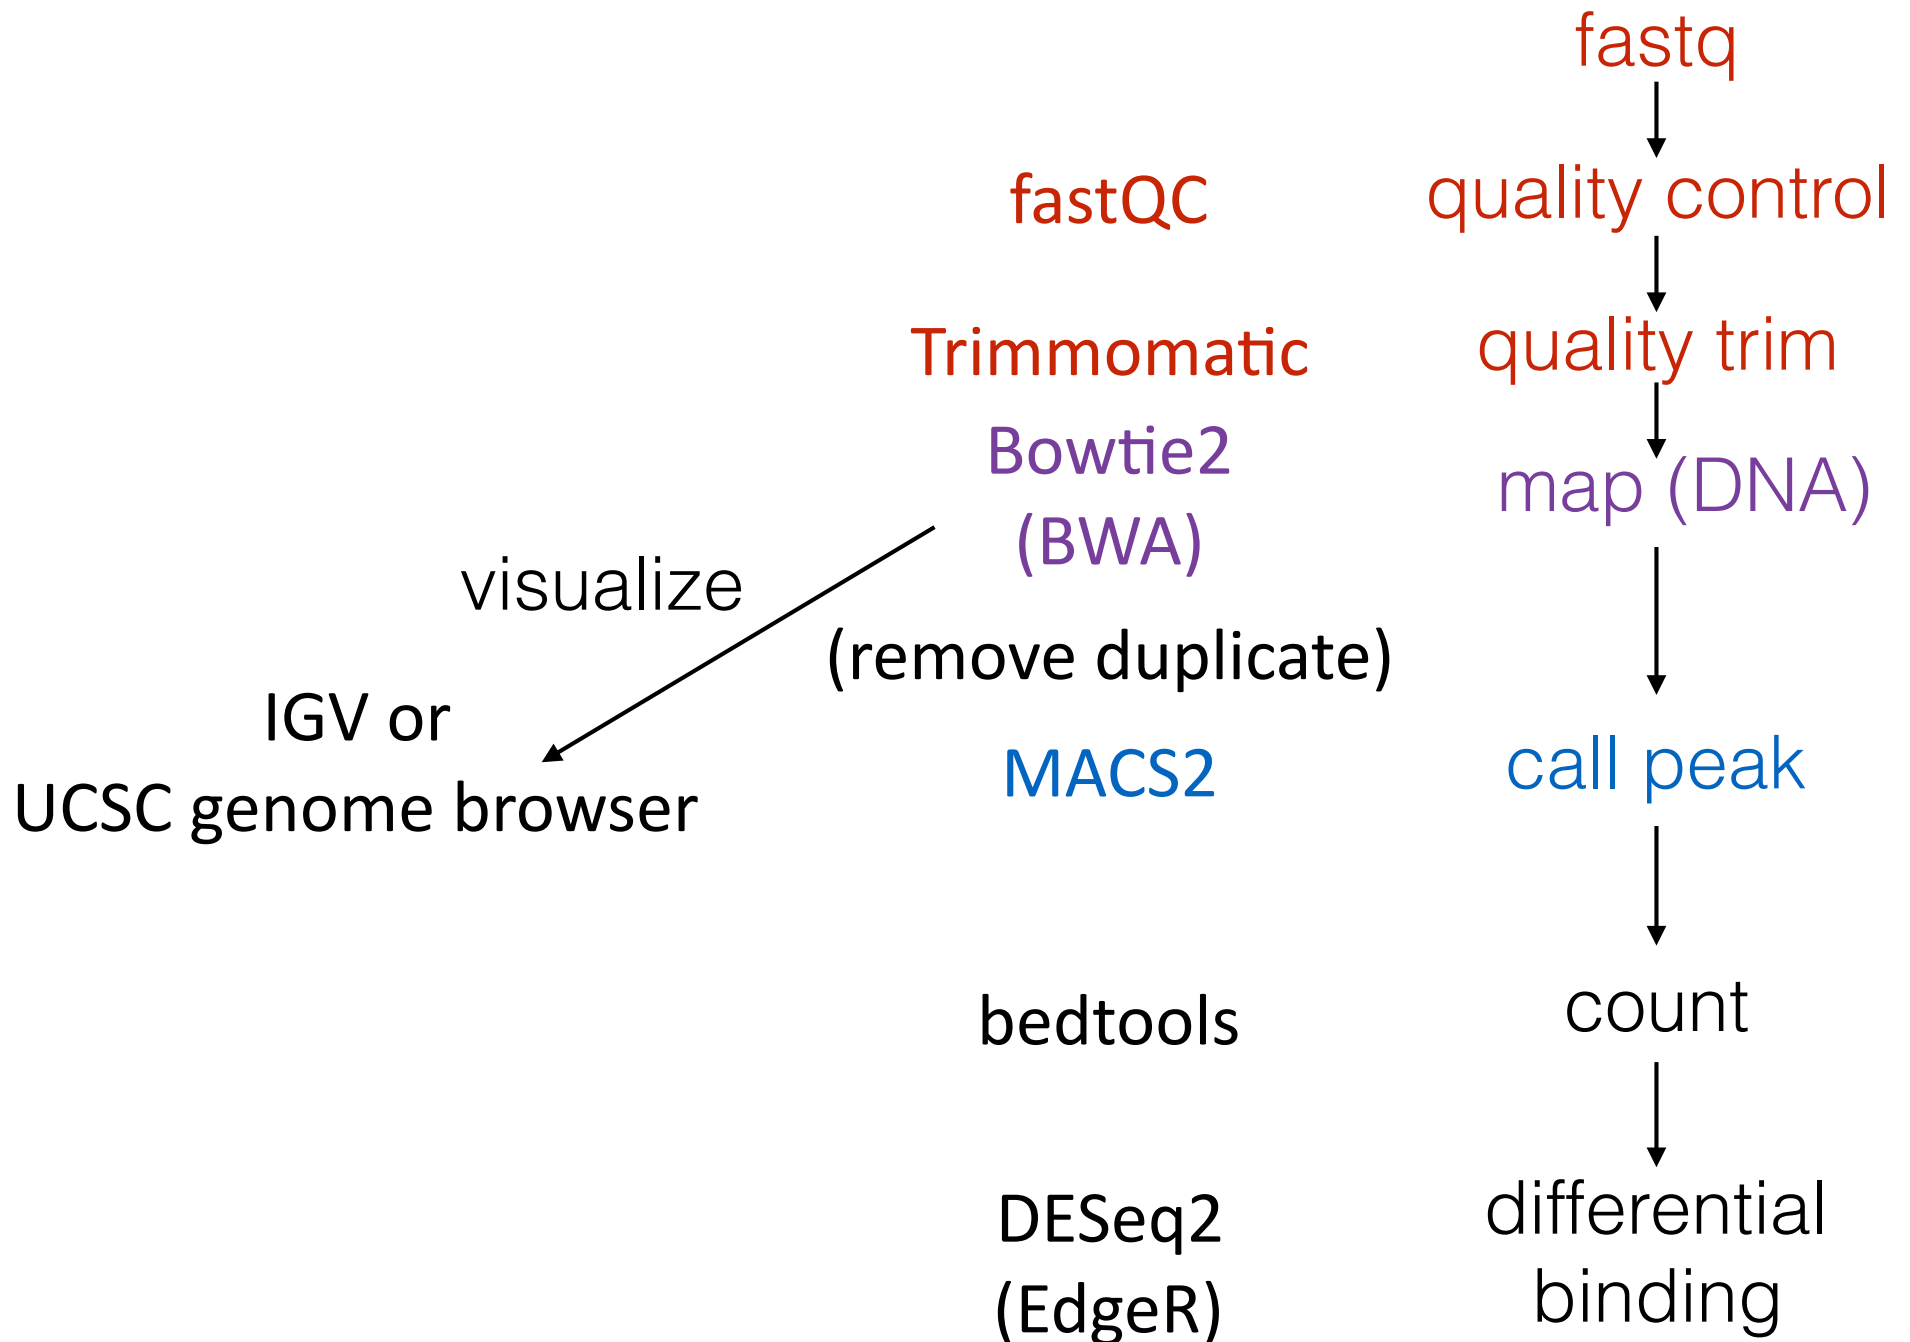 fastq
fastQC
quality control
Trimmomatic
quality trim
Bowtie2
(BWA)
map (DNA)
visualize
(remove duplicate)
IGV or
UCSC genome browser
MACS2
call peak
bedtools
count
DESeq2
(EdgeR)
differential
binding